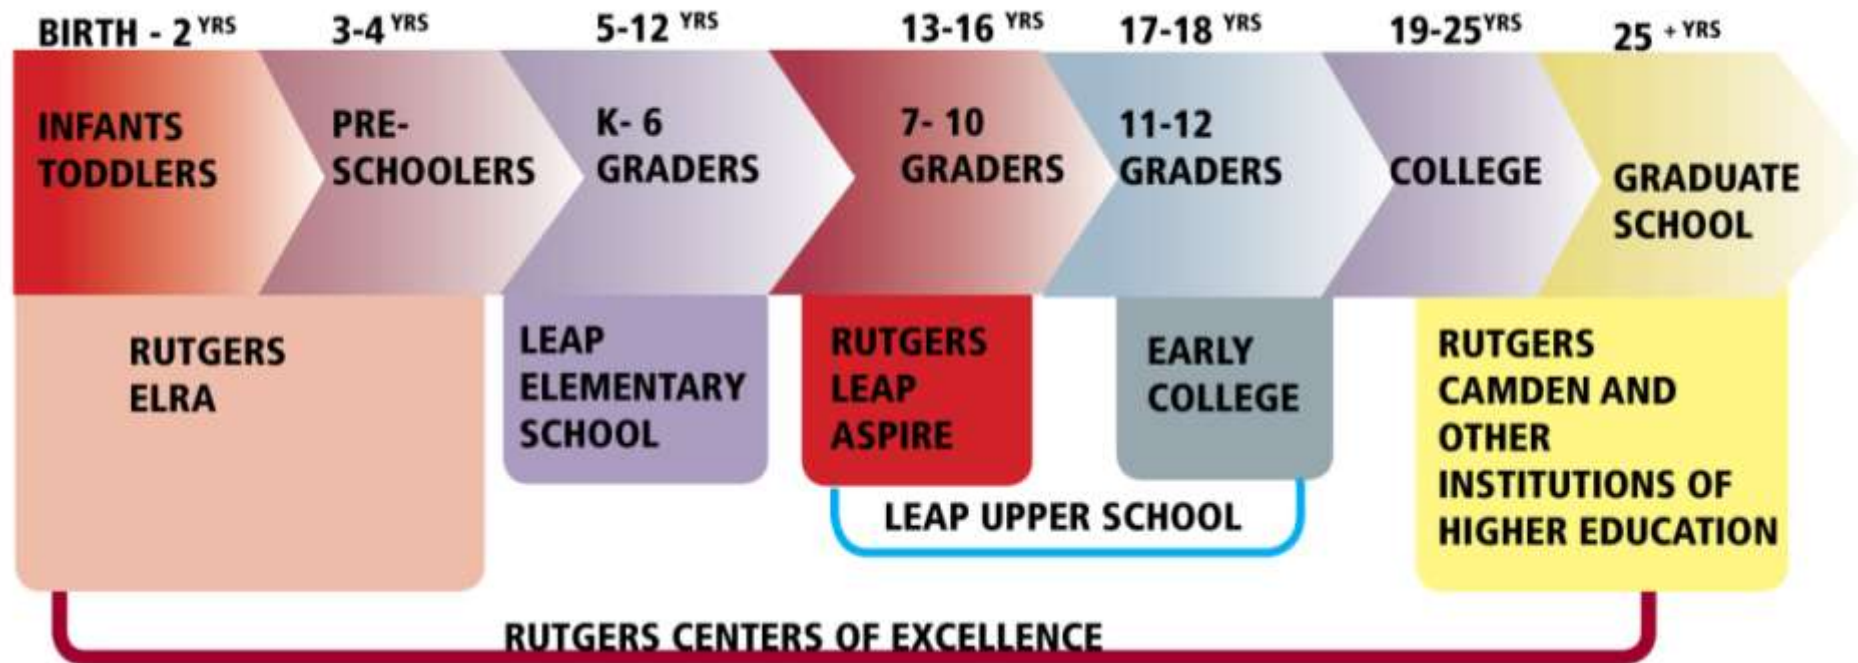 BIRTH - 2 YRS
3-4 YRS
5-12 YRS
13-16 YRS
17-18 YRS
19-25 YRS
25 + YRS
INFANTS
TODDLERS
PRE-
SCHOOLERS
K- 6
GRADERS
7- 10
GRADERS
11-12
GRADERS
COLLEGE
GRADUATE
SCHOOL
RUTGERS
ELRA
LEAP
ELEMENTARY
SCHOOL
RUTGERS
LEAP
ASPIRE
EARLY
COLLEGE
LEAP UPPER SCHOOL
RUTGERS
CAMDEN AND
OTHER
INSTITUTIONS OF
HIGHER EDUCATION
RUTGERS CENTERS OF EXCELLENCE